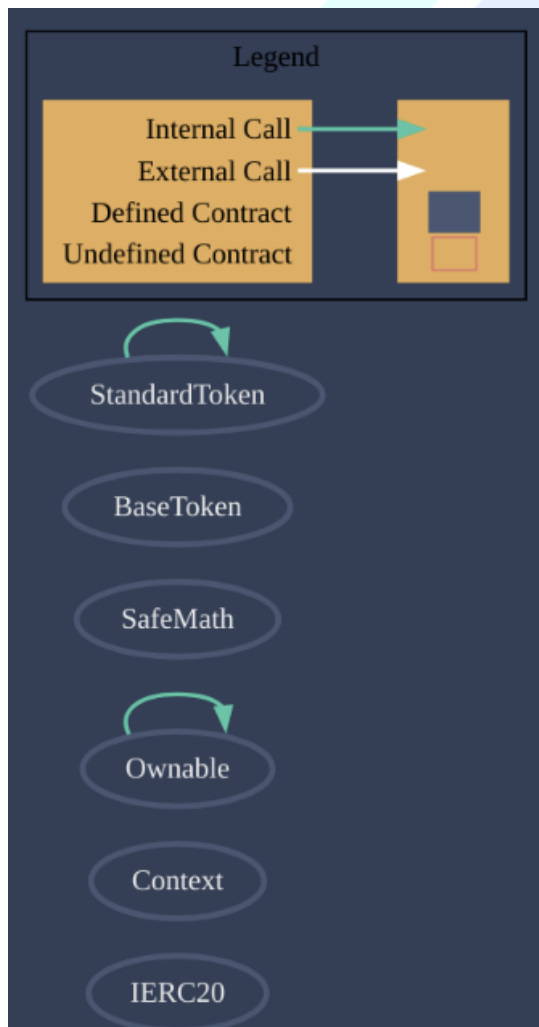 Legend
Internal Call
External Call
Defined Contract
Undefined Contract
StandardToken
BaseToken
SafeMath
Ownable
Context
IERC20